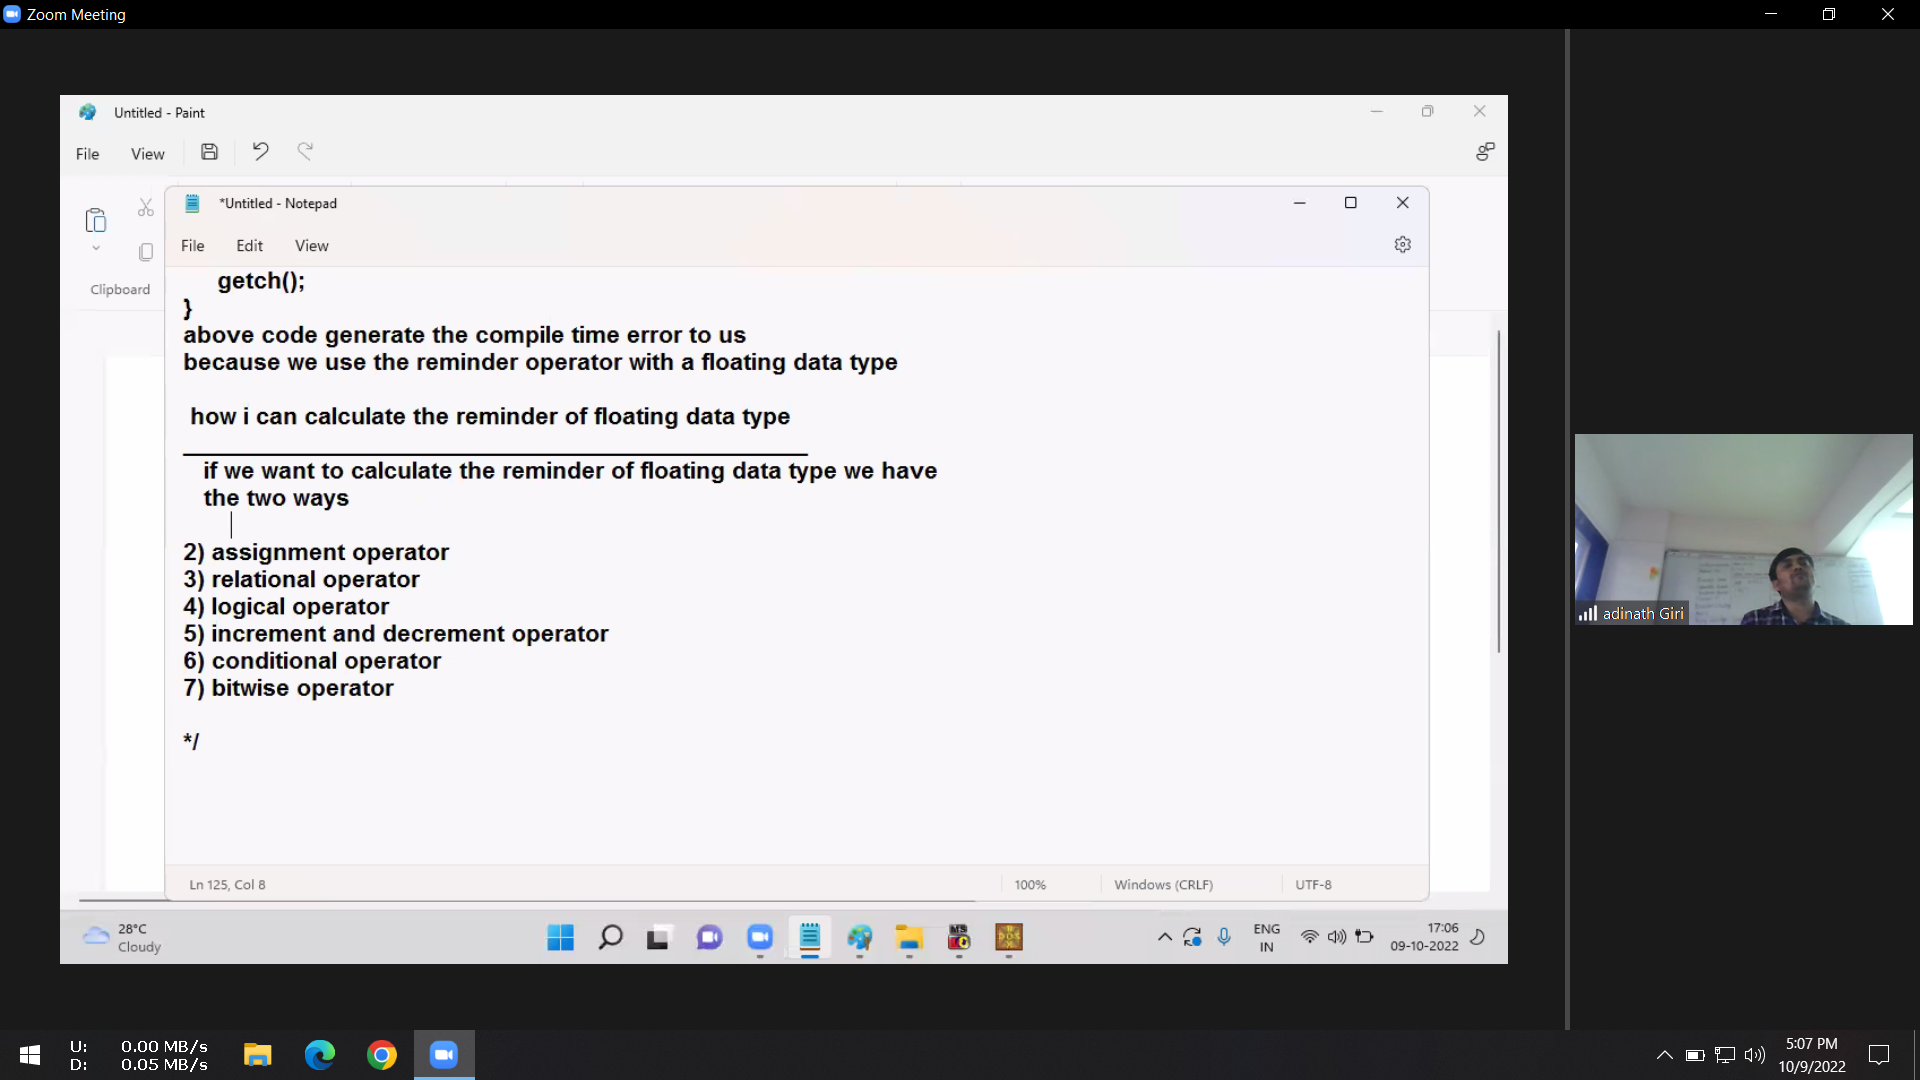 Zoom Meeting
Untitled - Paint
File View
Clipboard
*Untitled - Notepad
File Edit View
getch();
}
above code generate the compile time error to us
because we use the reminder operator with a floating data type
how i can calculate the reminder of floating data type
if we want to calculate the reminder of floating data type we have
the two ways
2) assignment operator
3) relational operator
4) logical operator
5) increment and decrement operator
6) conditional operator
7) bitwise operator
*/
Ln 125, Col 8 100% Windows (CRLF) UTF-8
adinath Giri
28°C
Cloudy
ENG
IN
17:06
09-10-2022
U: 0.00 MB/s
D: 0.05 MB/s
5:07 PM
10/9/2022